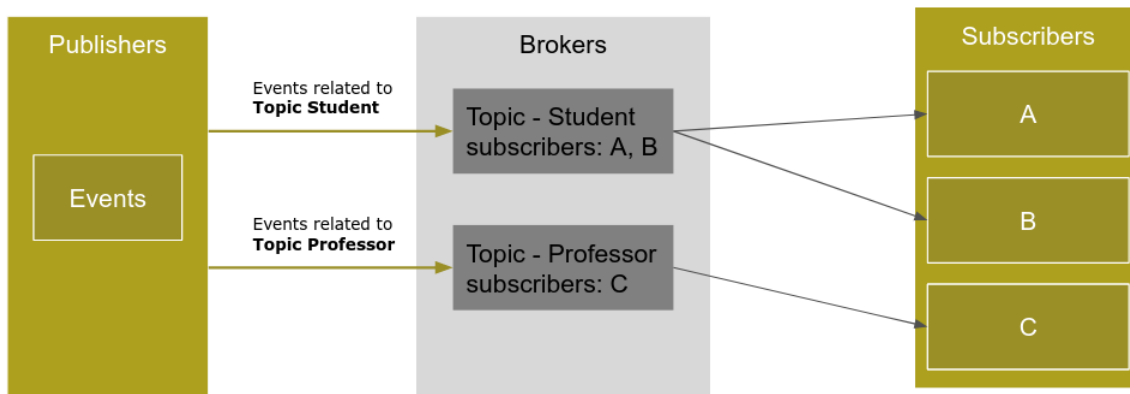 Publishers
Events
Events related to
Topic Student
Events related to
Topic Professor
Brokers
Topic - Student
subscribers: A, B
Topic - Professor
subscribers: C
Subscribers
A
B
C